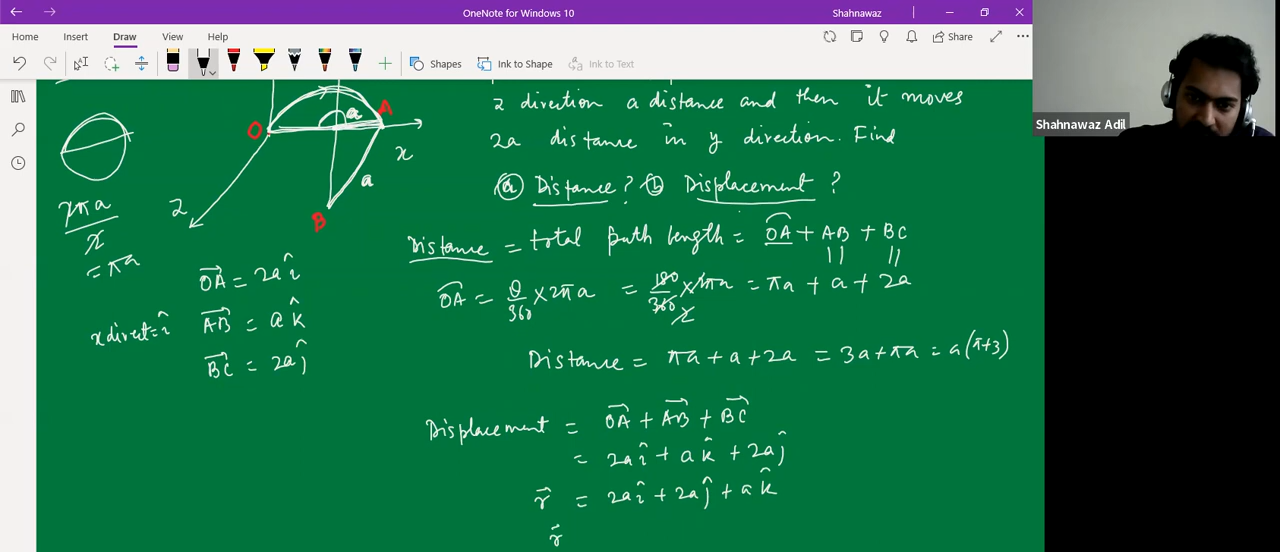 OneNote for Windows 10
Shahnawaz
Home Insert Draw View Help
Share
Shapes Ink to Shape Ink to Text
Shahnawaz Adil
z direction a distance and then it moves
2a distance in y direction. Find
(a) Distance? (b) Displacement?
O a A
x
a
B
z
2πa/2
= πa
Distance = total path length = OA + AB + BC
OA = θ/360 × 2πa = 180/360 × 2πa = πa + a + 2a
2
Distance = πa + a + 2a = 3a + πa = a(π+3)
OA = 2a î
x direct = î AB = a k̂
BC = 2a ĵ
Displacement = OA + AB + BC
= 2a î + a k̂ + 2a ĵ
r⃗ = 2a î + 2a ĵ + a k̂
r⃗